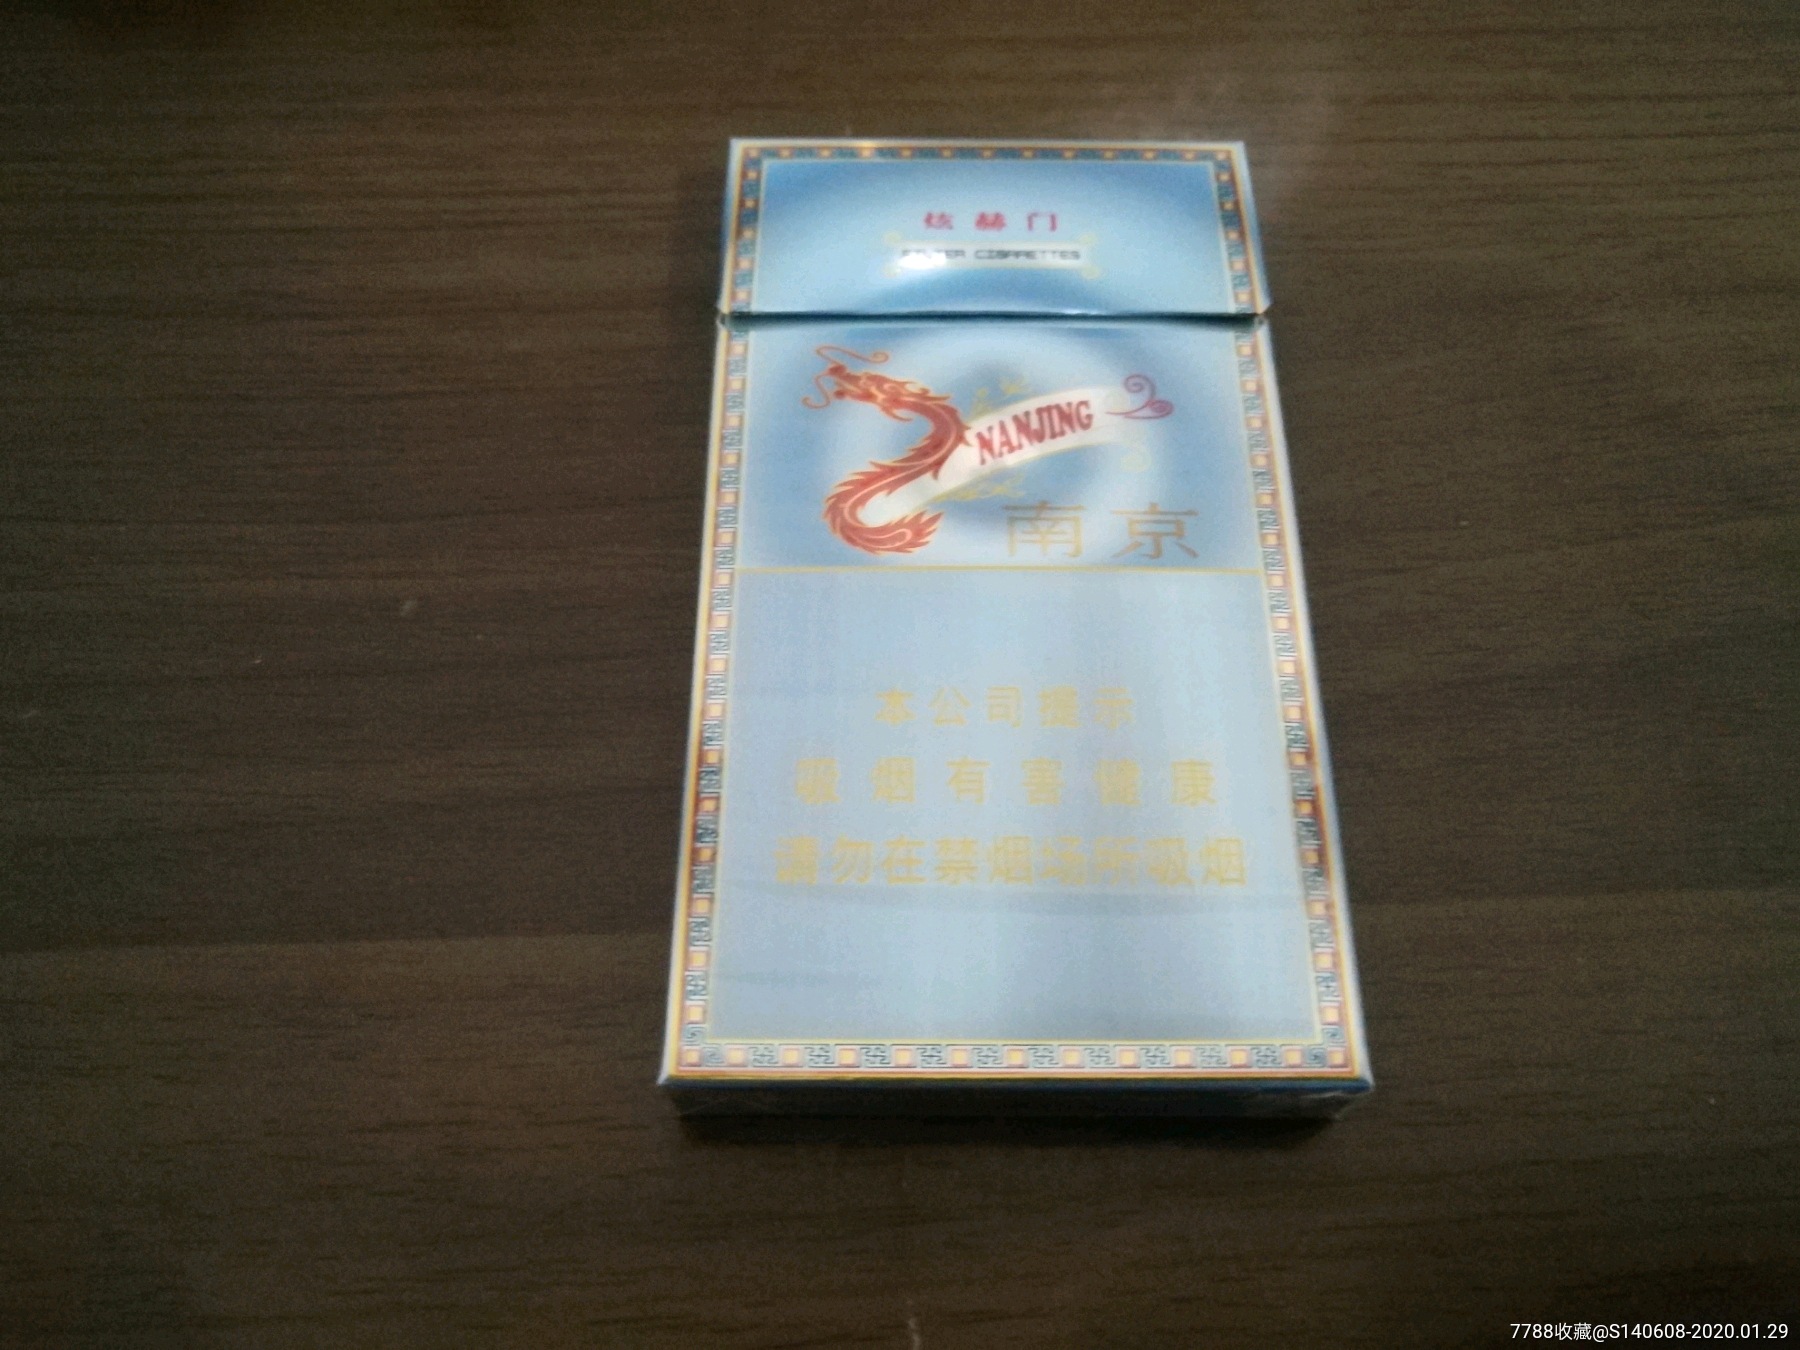 炫赫门
FILTER CIGARETTES
NANJING
南京
本公司提示
吸烟有害健康
请勿在禁烟场所吸烟
7788收藏@S140608-2020.01.29